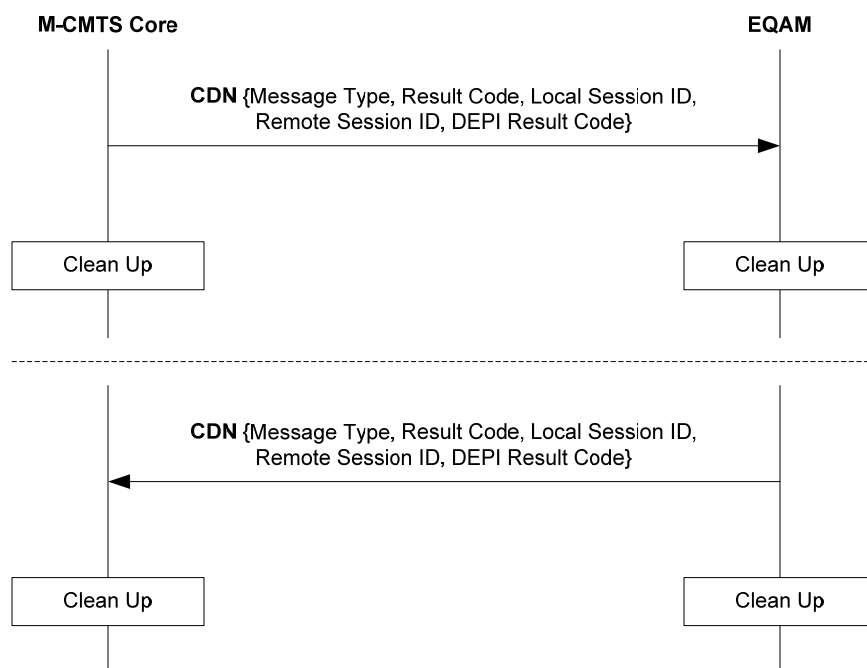 M-CMTS Core
EQAM
CDN {Message Type, Result Code, Local Session ID,
Remote Session ID, DEPI Result Code}
Clean Up
Clean Up
CDN {Message Type, Result Code, Local Session ID,
Remote Session ID, DEPI Result Code}
Clean Up
Clean Up